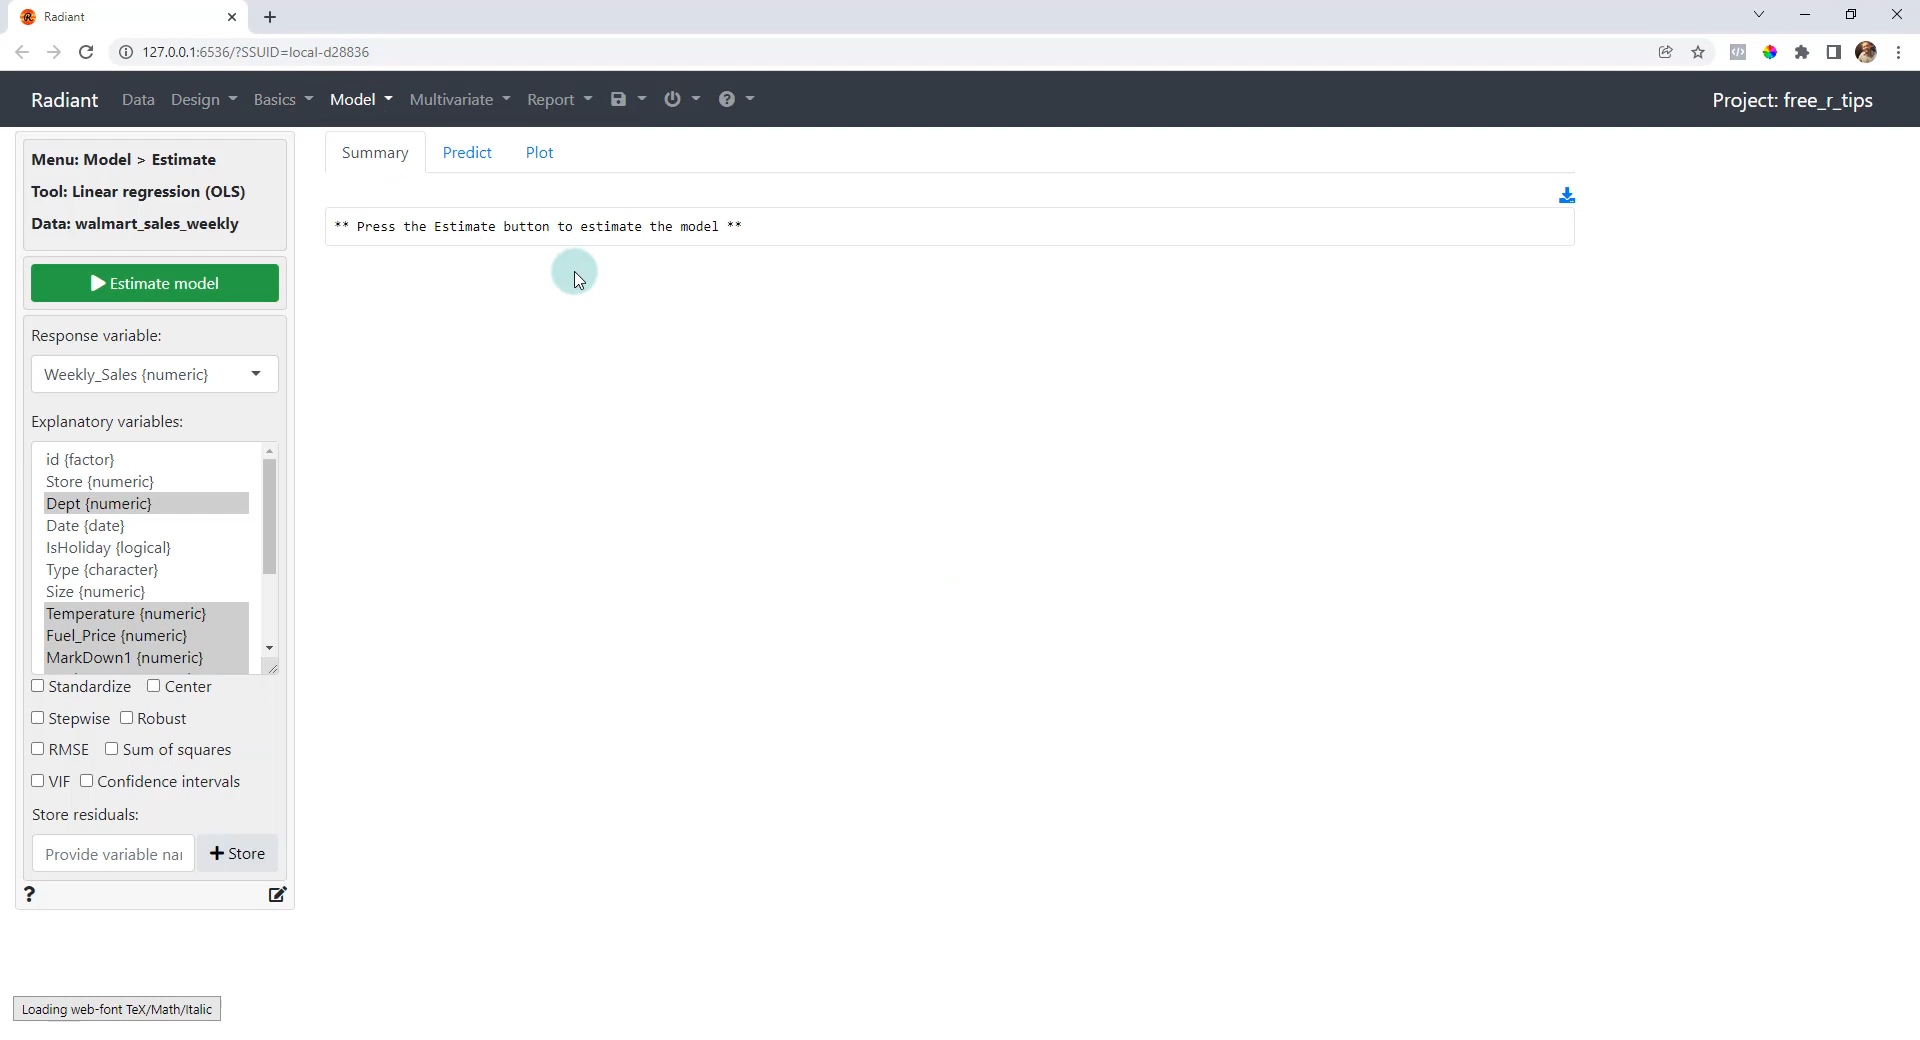 Radiant
127.0.0.1:6536/?SSUID=local-d28836
Radiant Data Design Basics Model Multivariate Report Project: free_r_tips
Menu: Model > Estimate
Tool: Linear regression (OLS)
Data: walmart_sales_weekly
Estimate model
Response variable:
Weekly_Sales {numeric}
Explanatory variables:
id {factor}
Store {numeric}
Dept {numeric}
Date {date}
IsHoliday {logical}
Type {character}
Size {numeric}
Temperature {numeric}
Fuel_Price {numeric}
MarkDown1 {numeric}
Standardize Center
Stepwise Robust
RMSE Sum of squares
VIF Confidence intervals
Store residuals:
Provide variable nar
Store
?
Summary Predict Plot
** Press the Estimate button to estimate the model **
Loading web-font TeX/Math/Italic